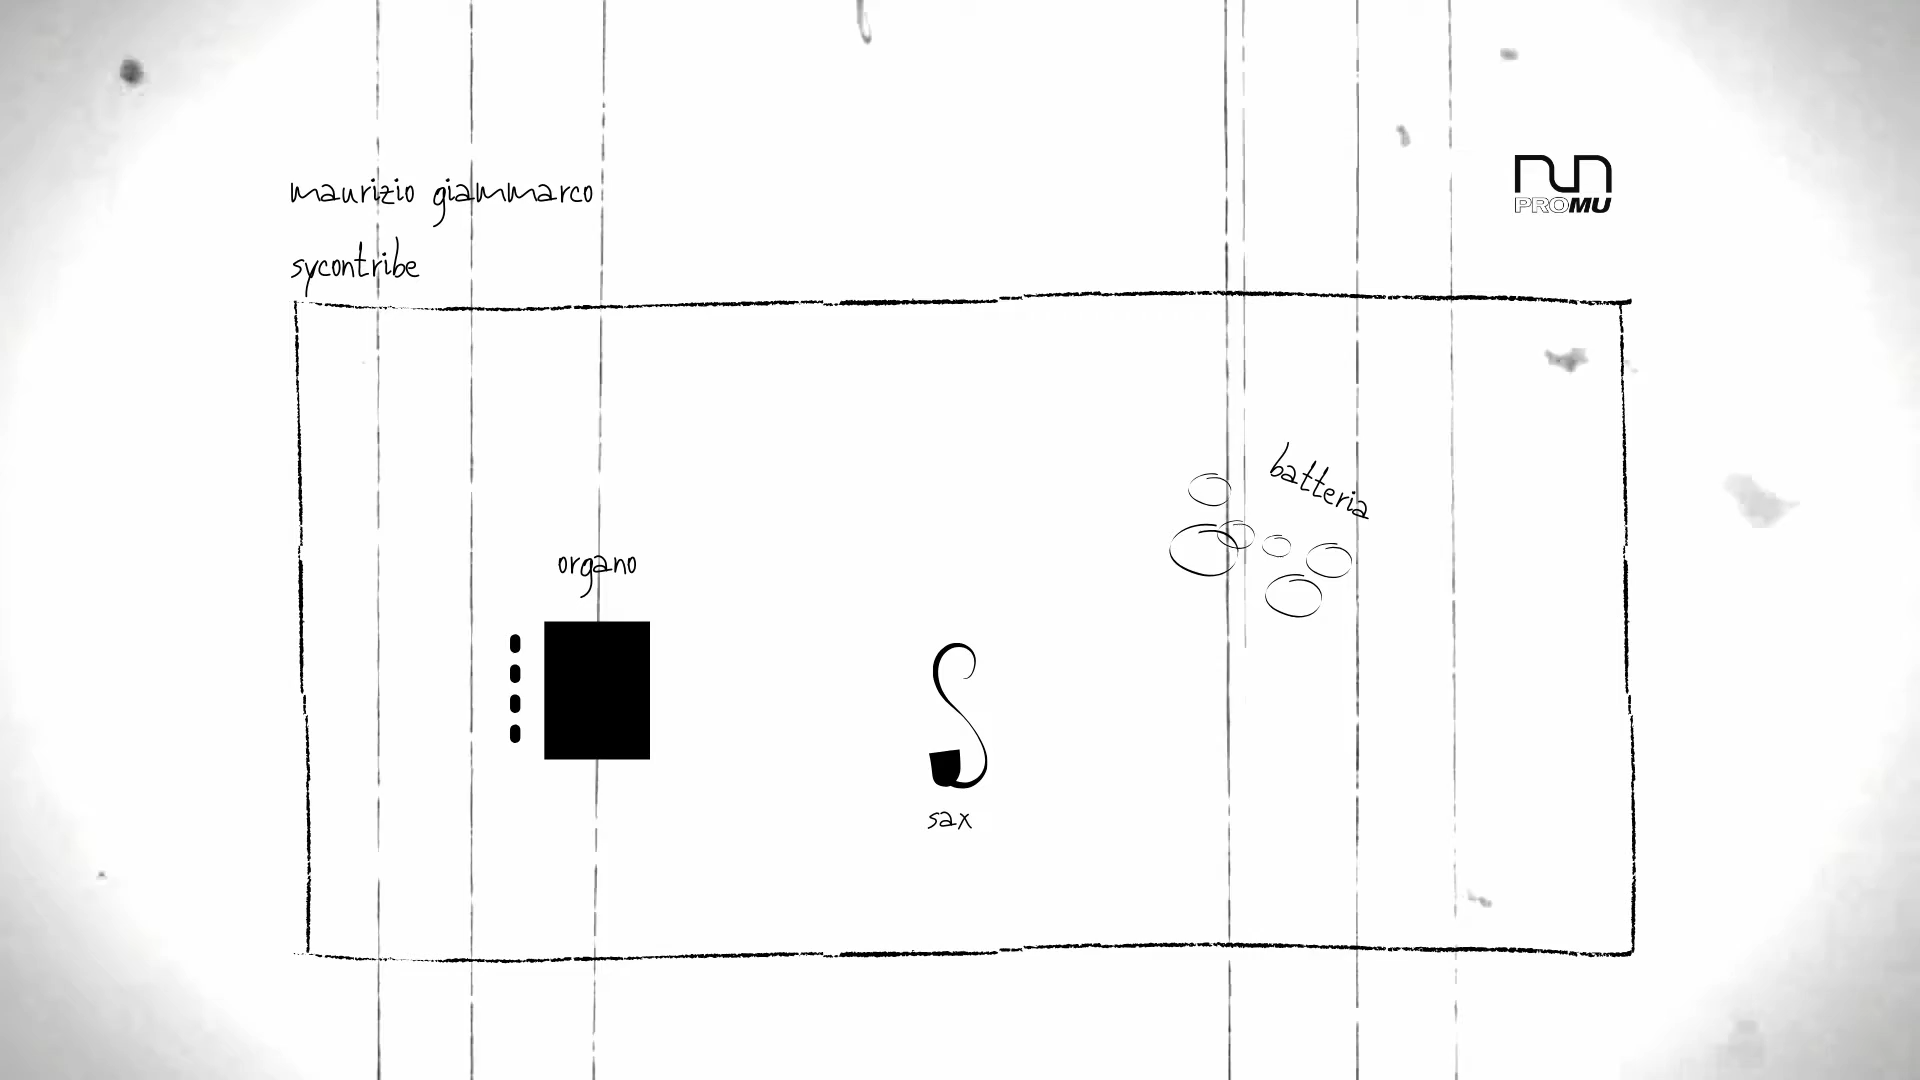 maurizio giammarco
PROMU
sycontribe
batteria
organo
sax